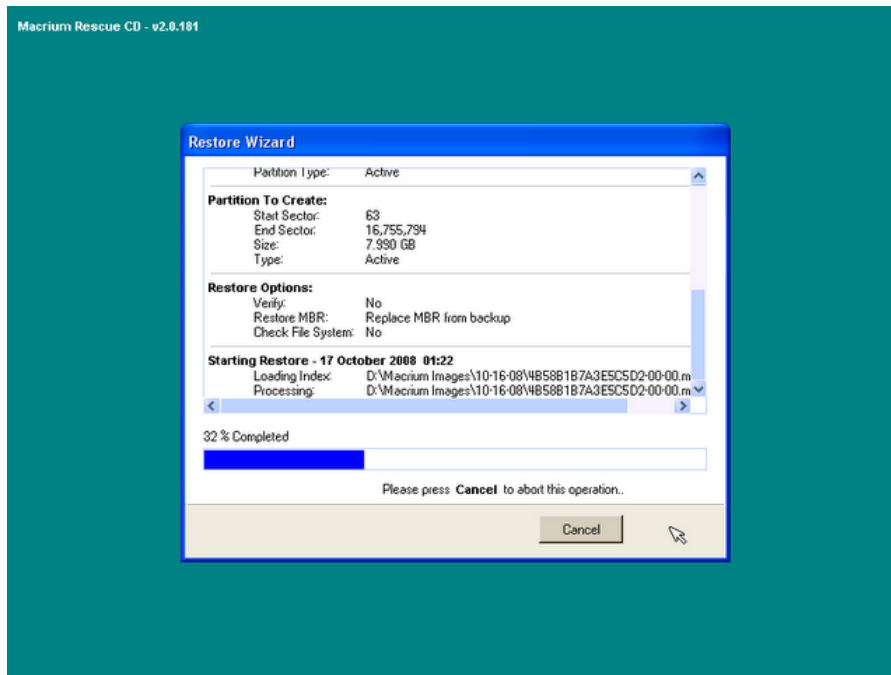 Macrium Rescue CD - v2.0.181
Restore Wizard
Partition Type: Active
Partition To Create:
Start Sector: 63
End Sector: 16,755,794
Size: 7.990 GB
Type: Active
Restore Options:
Verify: No
Restore MBR: Replace MBR from backup
Check File System: No
Starting Restore - 17 October 2008 01:22
Loading Index: D:\Macrium Images\10-16-08\4B58B1B7A3E5C5D2-00-00.m
Processing: D:\Macrium Images\10-16-08\4B58B1B7A3E5C5D2-00-00.m
32 % Completed
Please press Cancel to abort this operation..
Cancel